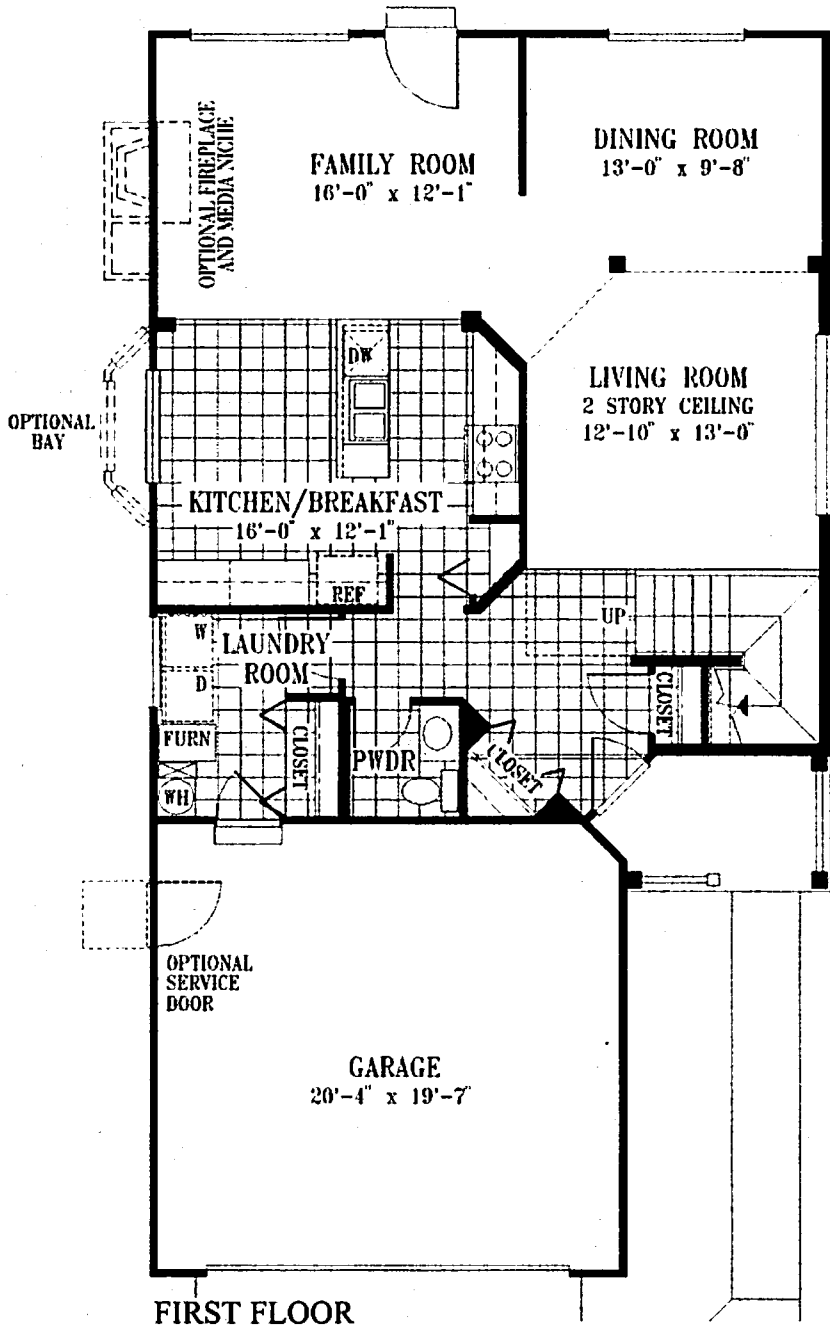 FAMILY ROOM
16'-0" x 12'-1"
DINING ROOM
13'-0" x 9'-8"
OPTIONAL FIREPLACE
AND MEDIA NICHE
DW
LIVING ROOM
2 STORY CEILING
12'-10" x 13'-0"
OPTIONAL
BAY
KITCHEN/BREAKFAST
16'-0" x 12'-1"
REF
UP
W
LAUNDRY
ROOM
D
CLOSET
FURN
CLOSET
PWDR
CLOSET
WH
OPTIONAL
SERVICE
DOOR
GARAGE
20'-4" x 19'-7"
FIRST FLOOR